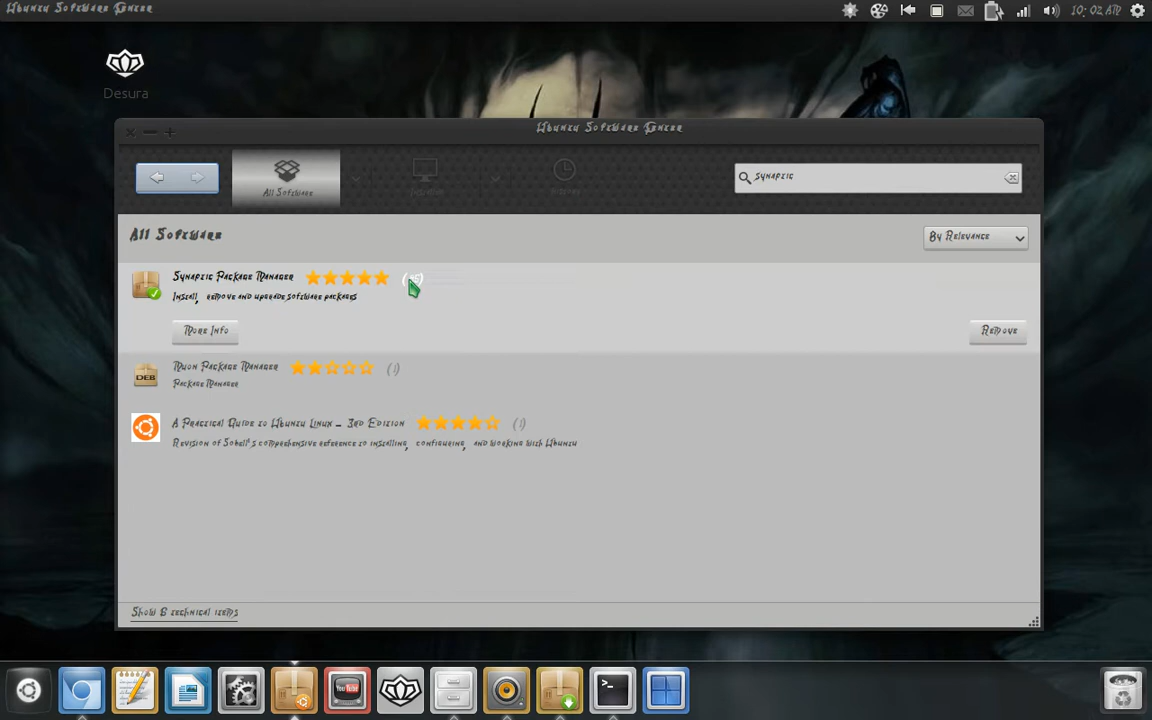 Ubuntu Software Center
10:02 AM
Desura
Ubuntu Software Center
All Software
synaptic
All Software
By Relevance
Synaptic Package Manager
Install, remove and upgrade software packages
More Info
Remove
Muon Package Manager (1)
DEB
Package Manager
A Practical Guide to Ubuntu Linux - 3rd Edition (1)
Revision of Sobell's comprehensive reference to installing, configuring, and working with Ubuntu
Show 6 technical items
YouTube
>_